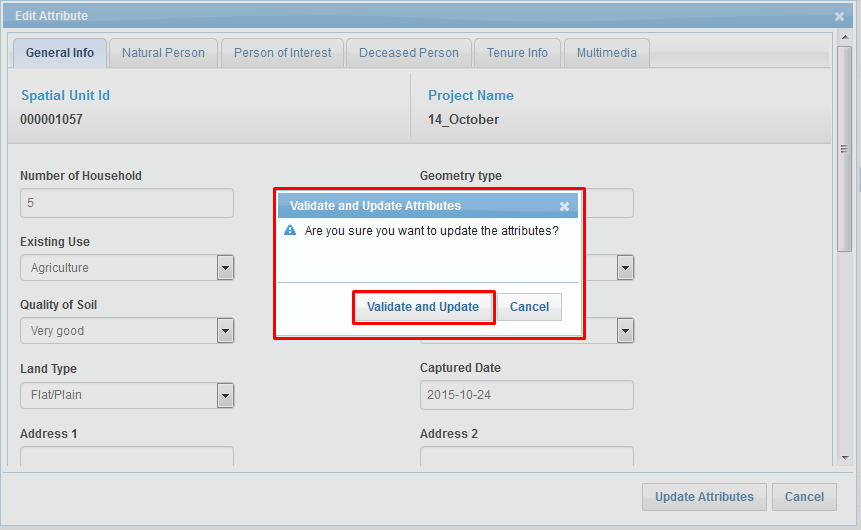 Edit Attribute
General Info Natural Person Person of Interest Deceased Person Tenure Info Multimedia
Spatial Unit Id Project Name
000001057 14_October
Number of Household Geometry type
5
Validate and Update Attributes
Are you sure you want to update the attributes?
Validate and Update Cancel
Existing Use
Agriculture
Quality of Soil
Very good
Land Type Captured Date
Flat/Plain 2015-10-24
Address 1 Address 2
Update Attributes Cancel